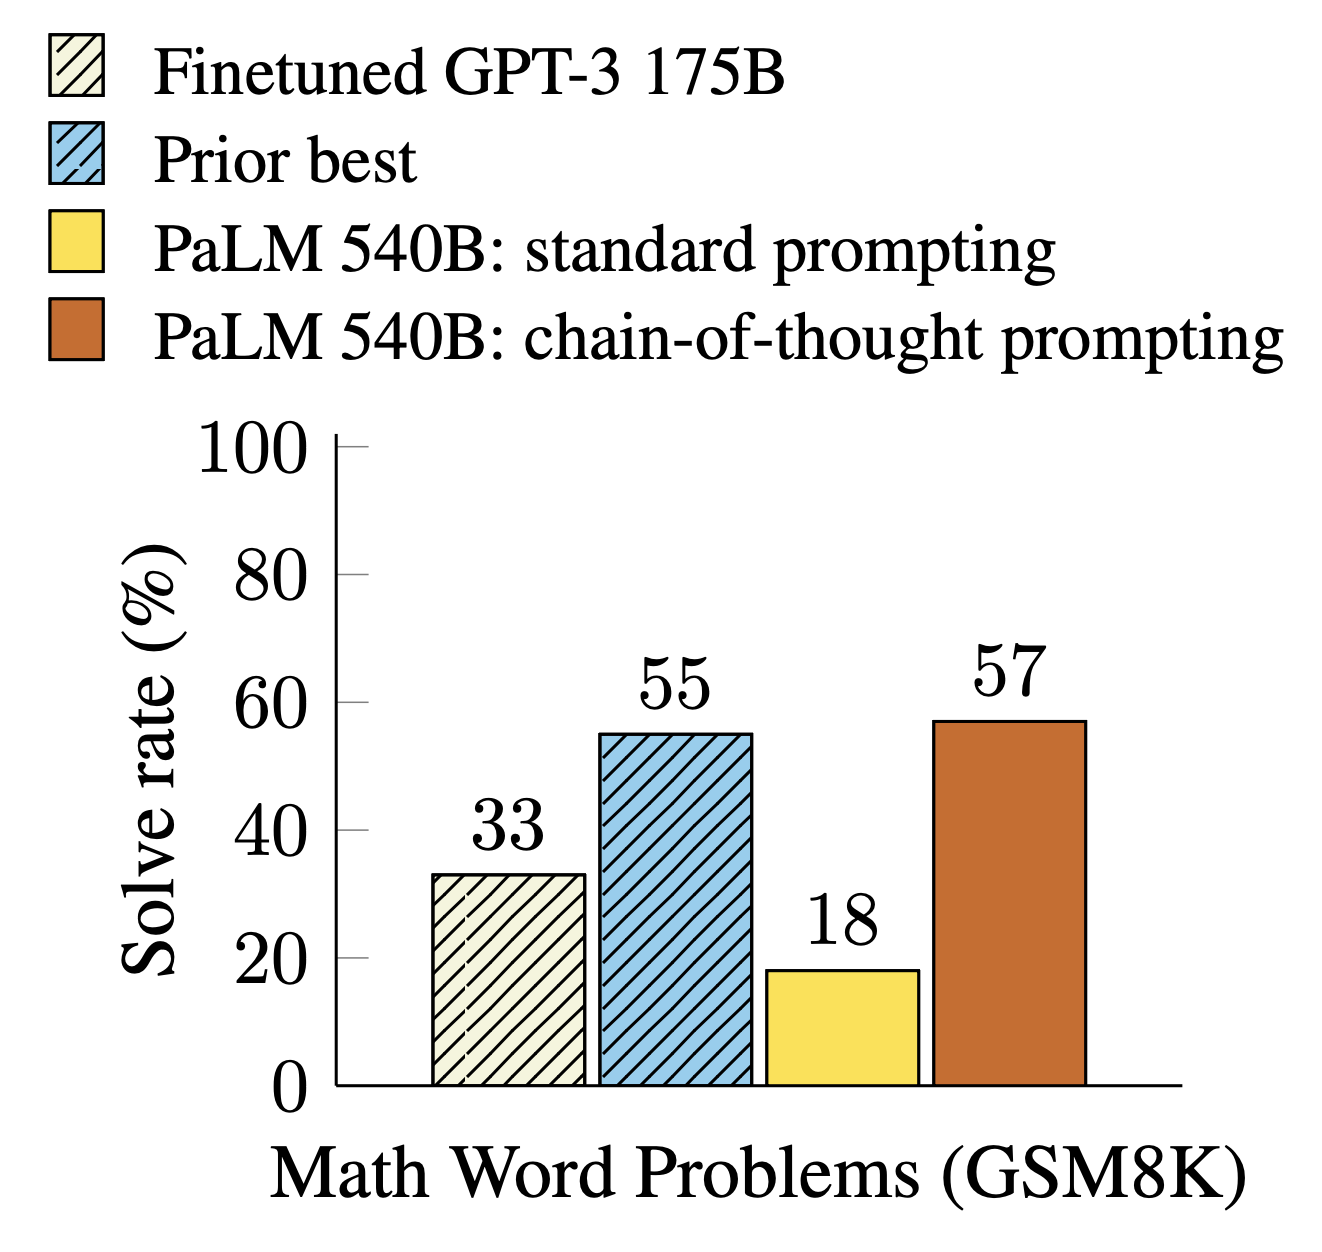 Finetuned GPT-3 175B
Prior best
PaLM 540B: standard prompting
PaLM 540B: chain-of-thought prompting
100
80
60
40
20
0
Solve rate (%)
33
55
18
57
Math Word Problems (GSM8K)